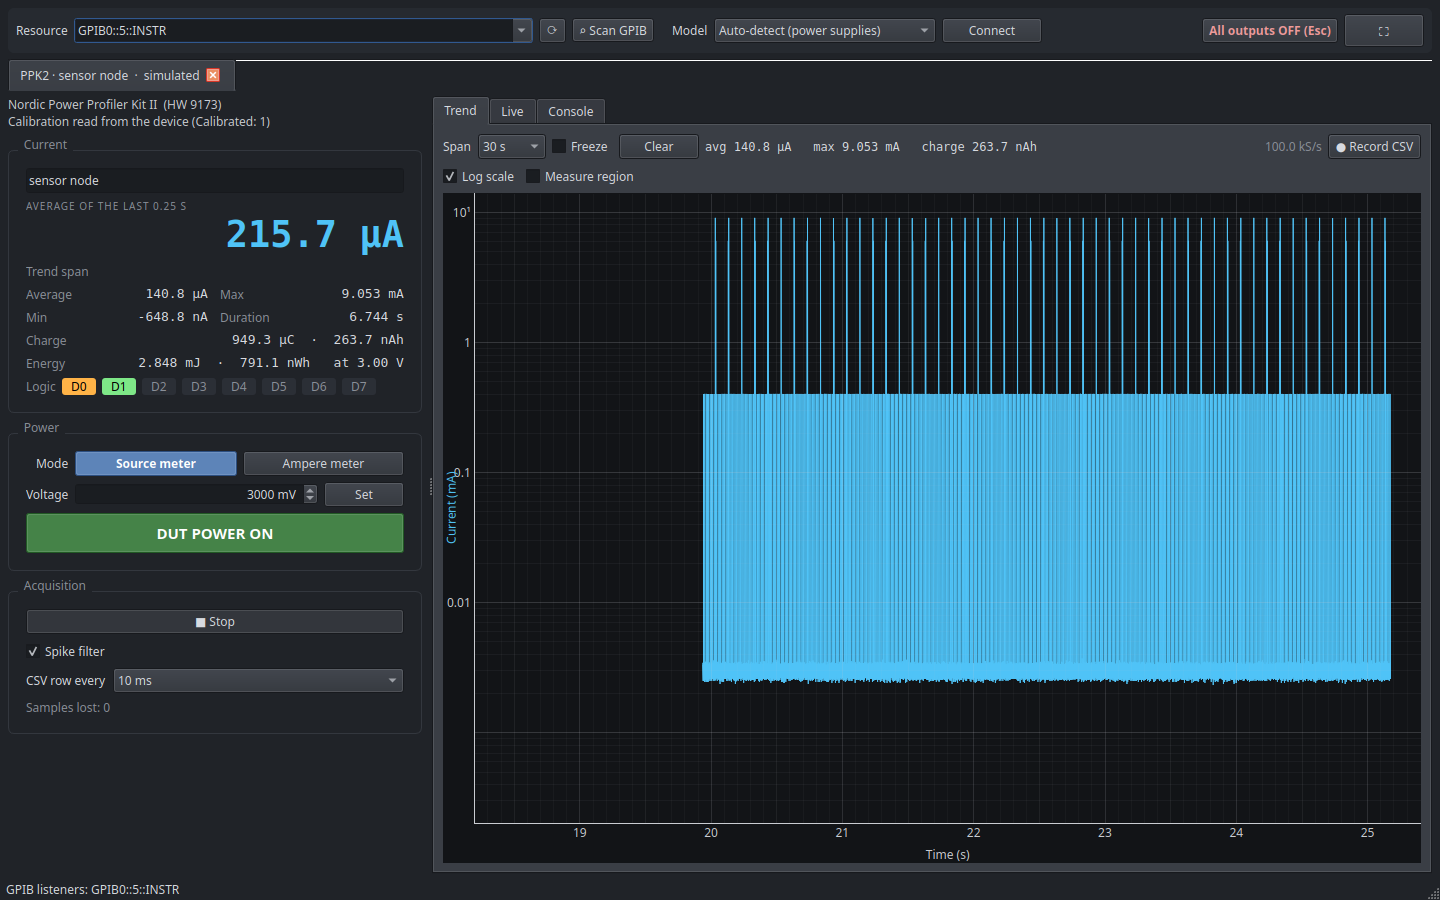 Resource GPIB0::5::INSTR ⟳ ⌕ Scan GPIB Model Auto-detect (power supplies) Connect All outputs OFF (Esc) ⛶
PPK2 · sensor node · simulated
Nordic Power Profiler Kit II (HW 9173)
Calibration read from the device (Calibrated: 1)
Current
sensor node
AVERAGE OF THE LAST 0.25 S
215.7 µA
Trend span
Average 140.8 µA Max 9.053 mA
Min -648.8 nA Duration 6.744 s
Charge 949.3 µC · 263.7 nAh
Energy 2.848 mJ · 791.1 nWh at 3.00 V
Logic D0 D1 D2 D3 D4 D5 D6 D7
Power
Mode Source meter Ampere meter
Voltage 3000 mV Set
DUT POWER ON
Acquisition
■ Stop
Spike filter
CSV row every 10 ms
Samples lost: 0
Trend Live Console
Span 30 s Freeze Clear avg 140.8 µA max 9.053 mA charge 263.7 nAh 100.0 kS/s ● Record CSV
Log scale Measure region
10¹
1
0.1
0.01
Current (mA)
19 20 21 22 23 24 25
Time (s)
GPIB listeners: GPIB0::5::INSTR